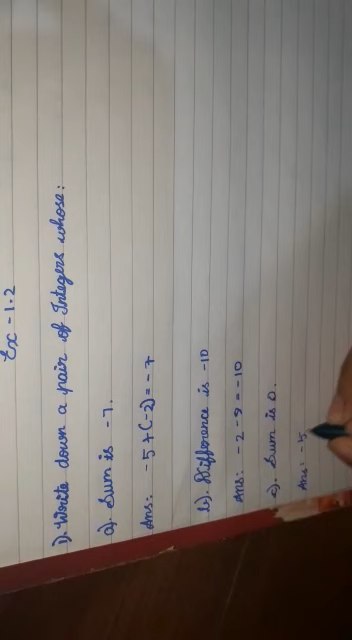 Ex - 1.2
1). Write down a pair of Integers whose:
a). Sum is -7.
Ans: -5+(-2) = -7
b). Difference is -10
Ans: -2-9 = -10
c). Sum is 0.
Ans: -5